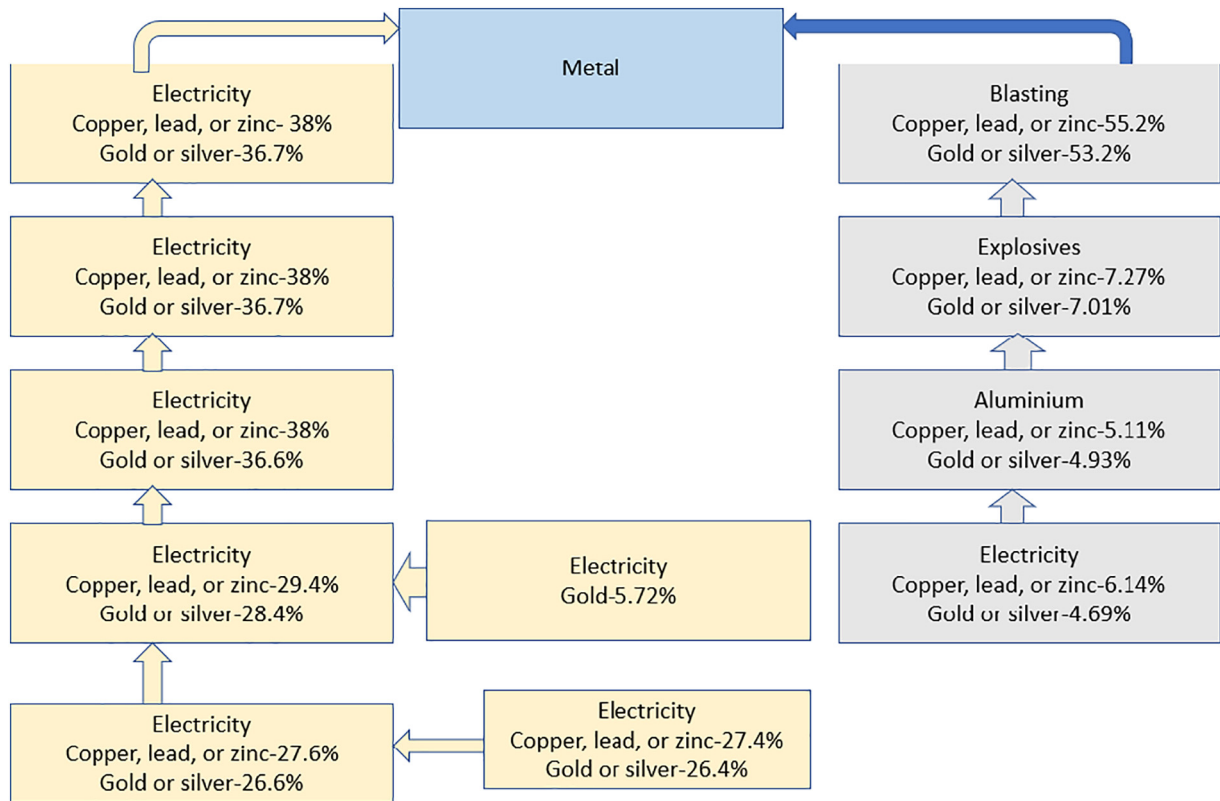 Metal
Electricity
Copper, lead, or zinc- 38%
Gold or silver-36.7%
Blasting
Copper, lead, or zinc-55.2%
Gold or silver-53.2%
Electricity
Copper, lead, or zinc-38%
Gold or silver-36.7%
Explosives
Copper, lead, or zinc-7.27%
Gold or silver-7.01%
Electricity
Copper, lead, or zinc-38%
Gold or silver-36.6%
Aluminium
Copper, lead, or zinc-5.11%
Gold or silver-4.93%
Electricity
Copper, lead, or zinc-29.4%
Gold or silver-28.4%
Electricity
Gold-5.72%
Electricity
Copper, lead, or zinc-6.14%
Gold or silver-4.69%
Electricity
Copper, lead, or zinc-27.6%
Gold or silver-26.6%
Electricity
Copper, lead, or zinc-27.4%
Gold or silver-26.4%